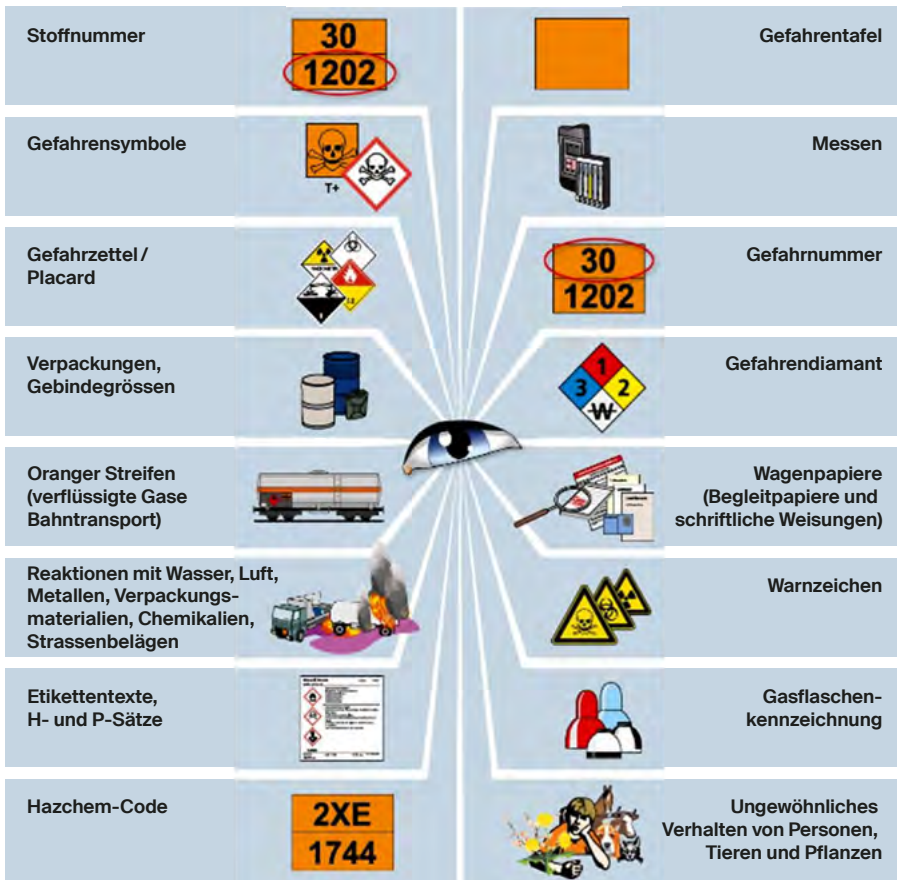 Stoffnummer
30
1202
Gefahrentafel
Gefahrensymbole
T+
Messen
Gefahrzettel /
Placard
Gefahrnummer
30
1202
Verpackungen,
Gebindegrössen
Gefahrendiamant
1
3
2
W
Oranger Streifen
(verflüssigte Gase
Bahntransport)
Wagenpapiere
(Begleitpapiere und
schriftliche Weisungen)
Reaktionen mit Wasser, Luft,
Metallen, Verpackungs-
materialien, Chemikalien,
Strassenbelägen
Warnzeichen
Etikettentexte,
H- und P-Sätze
Gasflaschen-
kennzeichnung
Hazchem-Code
2XE
1744
Ungewöhnliches
Verhalten von Personen,
Tieren und Pflanzen